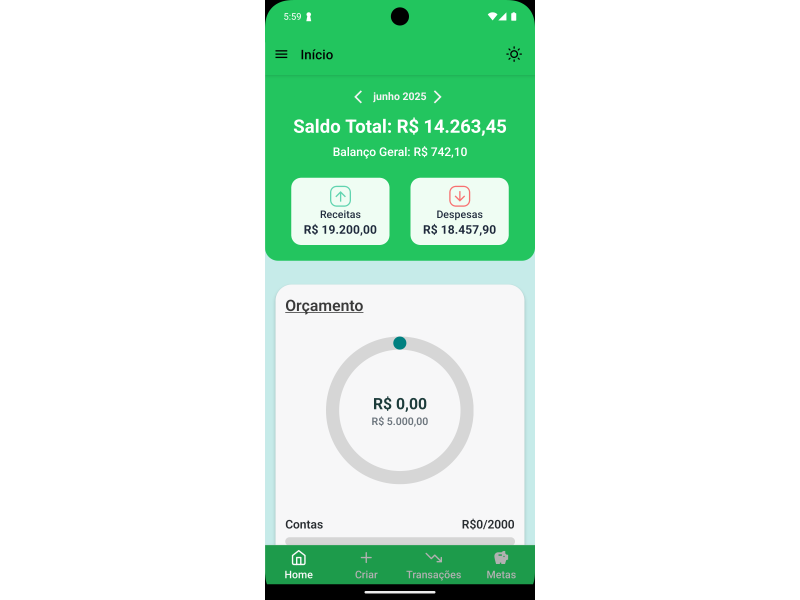 5:59
Início
junho 2025
Saldo Total: R$ 14.263,45
Balanço Geral: R$ 742,10
Receitas
R$ 19.200,00
Despesas
R$ 18.457,90
Orçamento
R$ 0,00
R$ 5.000,00
Contas R$0/2000
Home Criar Transações Metas